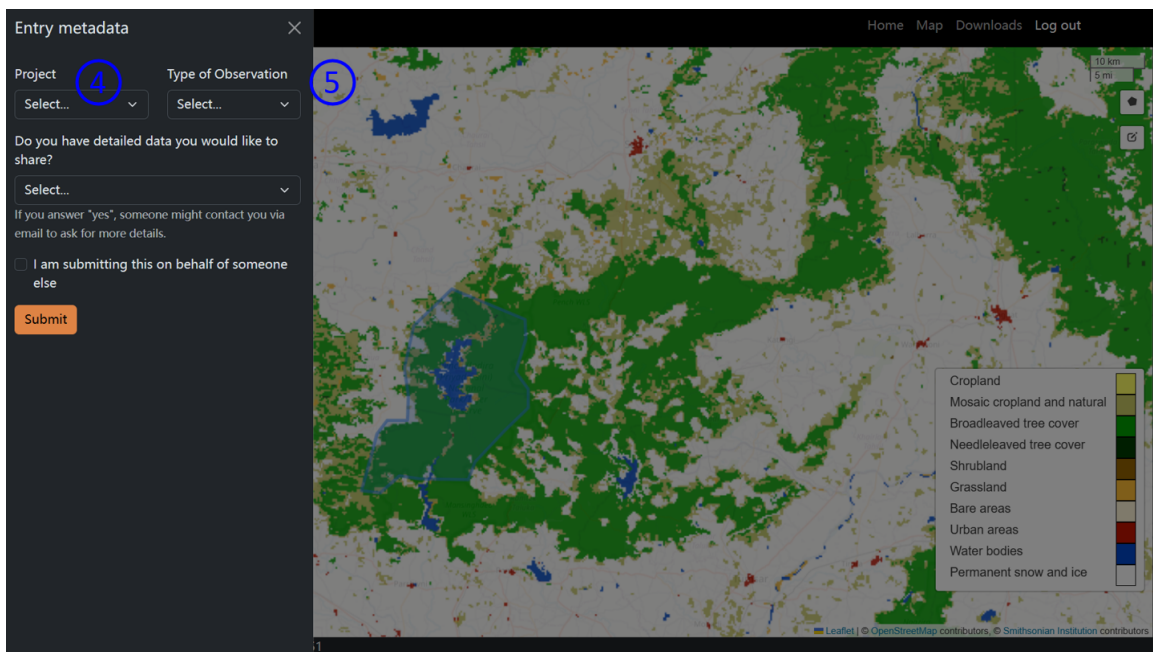 Entry metadata
Home Map Downloads Log out
Project
4
Type of Observation
5
Select...
Select...
10 km
5 mi
Do you have detailed data you would like to
share?
Select...
If you answer "yes", someone might contact you via
email to ask for more details.
I am submitting this on behalf of someone
else
Submit
Cropland
Mosaic cropland and natural
Broadleaved tree cover
Needleleaved tree cover
Shrubland
Grassland
Bare areas
Urban areas
Water bodies
Permanent snow and ice
Leaflet | © OpenStreetMap contributors, © Smithsonian Institution contributors